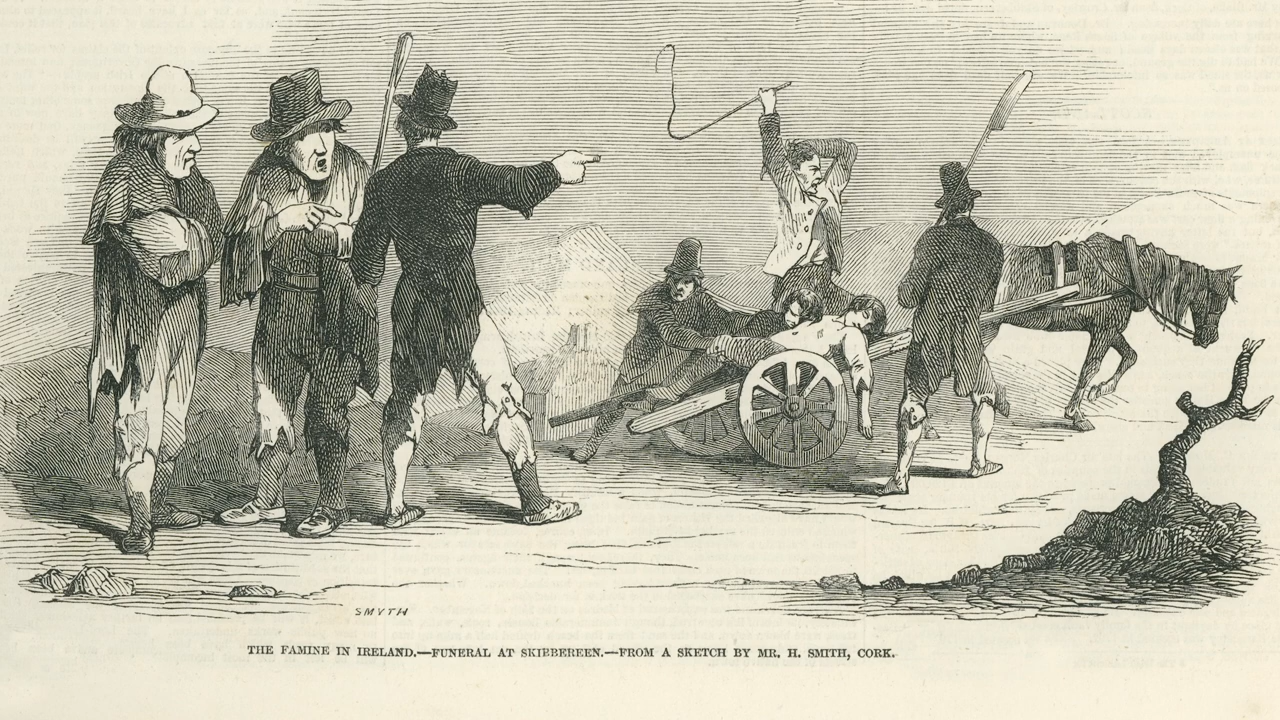 SMYTH
THE FAMINE IN IRELAND.—FUNERAL AT SKIBBEREEN.—FROM A SKETCH BY MR. H. SMITH, CORK.